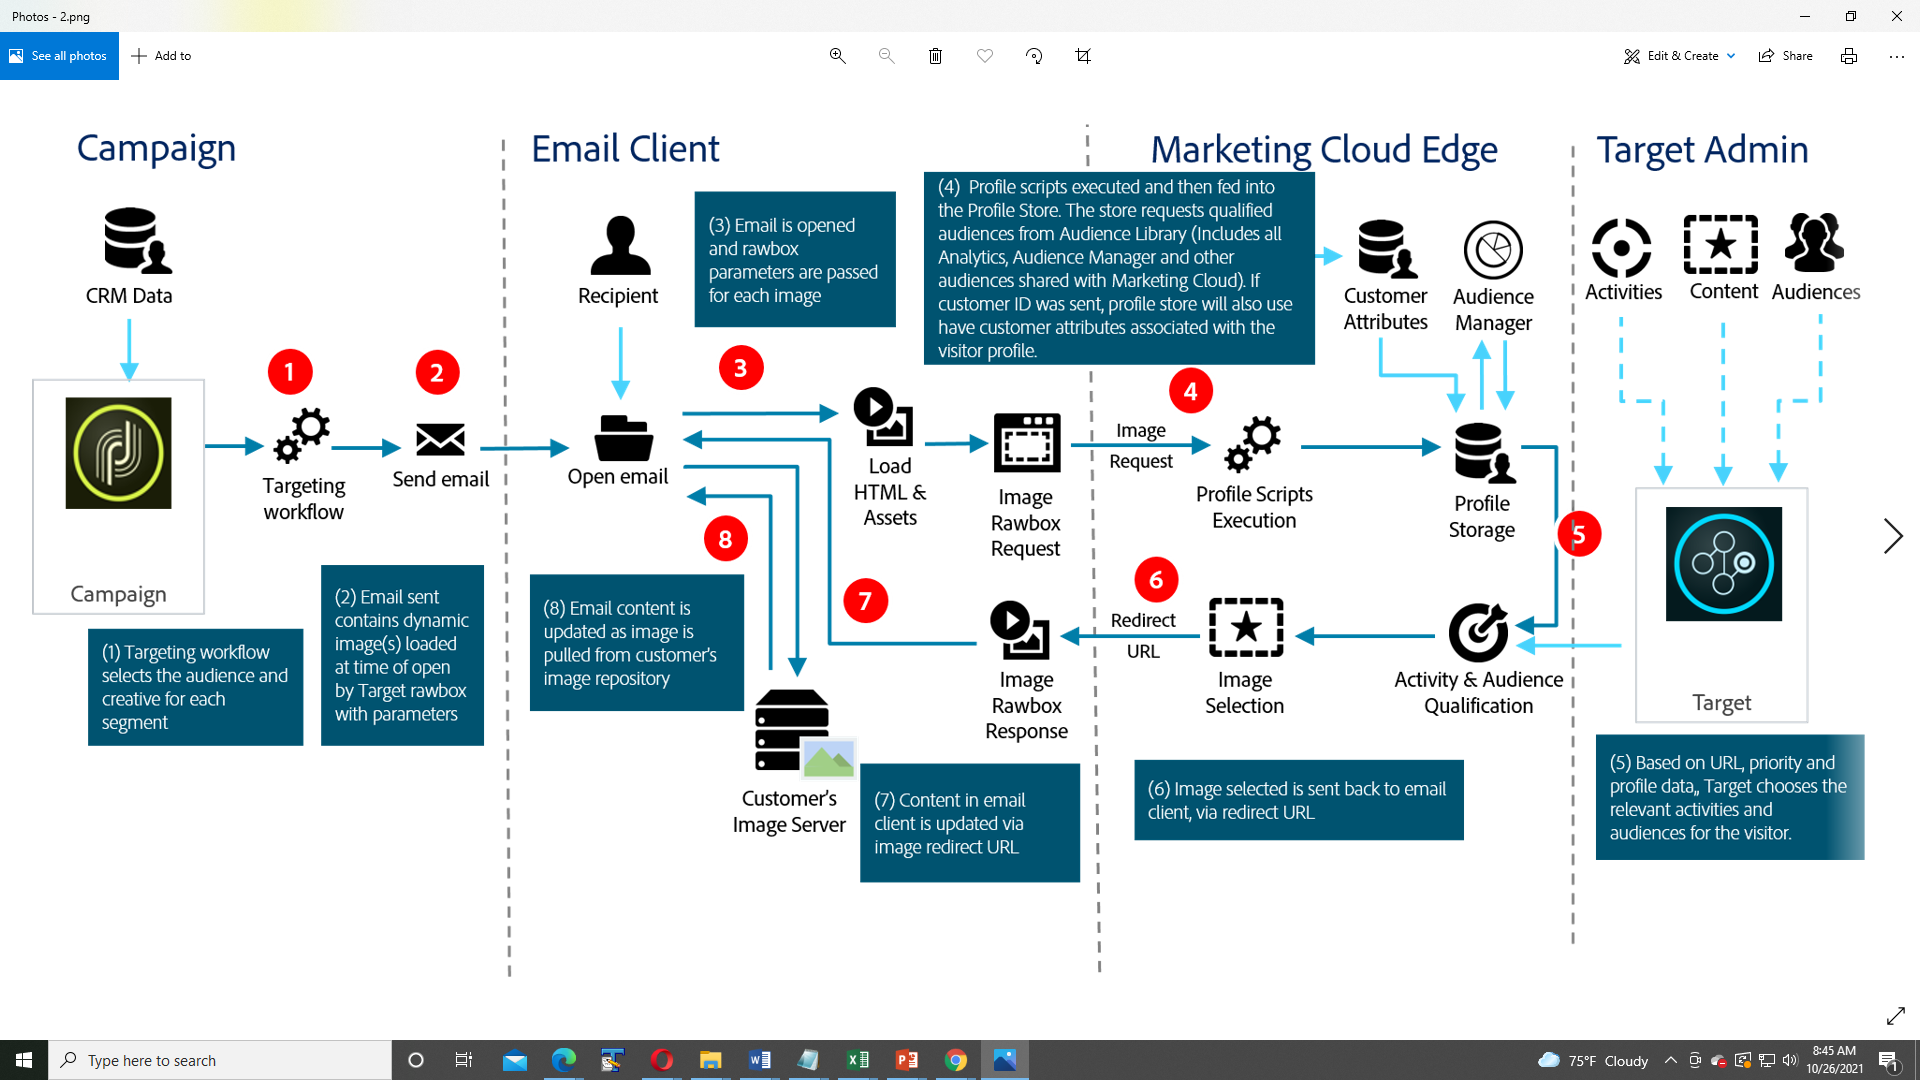 Photos - 2.png
See all photos
Add to
Edit & Create
Share
Campaign
Email Client
Marketing Cloud Edge
Target Admin
CRM Data
Recipient
(3) Email is opened
and rawbox
parameters are passed
for each image
(4) Profile scripts executed and then fed into
the Profile Store. The store requests qualified
audiences from Audience Library (Includes all
Analytics, Audience Manager and other
audiences shared with Marketing Cloud). If
customer ID was sent, profile store will also use
have customer attributes associated with the
visitor profile.
Customer
Attributes
Audience
Manager
Activities
Content
Audiences
1
2
3
4
Targeting
workflow
Send email
Open email
Load
HTML &
Assets
Image
Rawbox
Request
Image
Request
Profile Scripts
Execution
Profile
Storage
5
6
7
8
Campaign
(1) Targeting workflow
selects the audience and
creative for each
segment
(2) Email sent
contains dynamic
image(s) loaded
at time of open
by Target rawbox
with parameters
(8) Email content is
updated as image is
pulled from customer's
image repository
Customer's
Image Server
Image
Rawbox
Response
Redirect
URL
Image
Selection
Activity & Audience
Qualification
Target
(7) Content in email
client is updated via
image redirect URL
(6) Image selected is sent back to email
client, via redirect URL
(5) Based on URL, priority and
profile data,, Target chooses the
relevant activities and
audiences for the visitor.
Type here to search
75°F Cloudy
8:45 AM
10/26/2021
1